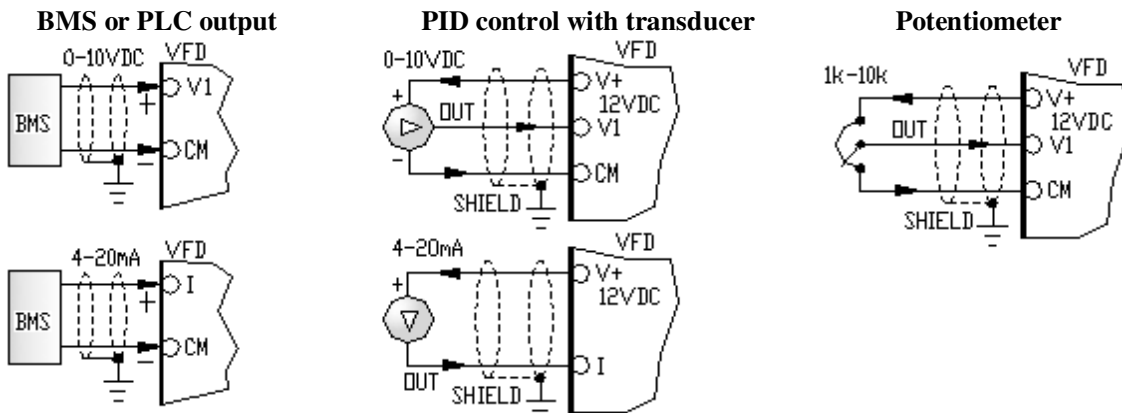 BMS or PLC output
PID control with transducer
Potentiometer
0-10VDC
VFD
BMS
+
V1
−
CM
0-10VDC
VFD
+
OUT
−
V+
12VDC
V1
CM
SHIELD
1k-10k
VFD
OUT
V+
12VDC
V1
CM
SHIELD
4-20mA
VFD
BMS
+
I
−
CM
4-20mA
VFD
+
V+
12VDC
OUT
I
SHIELD